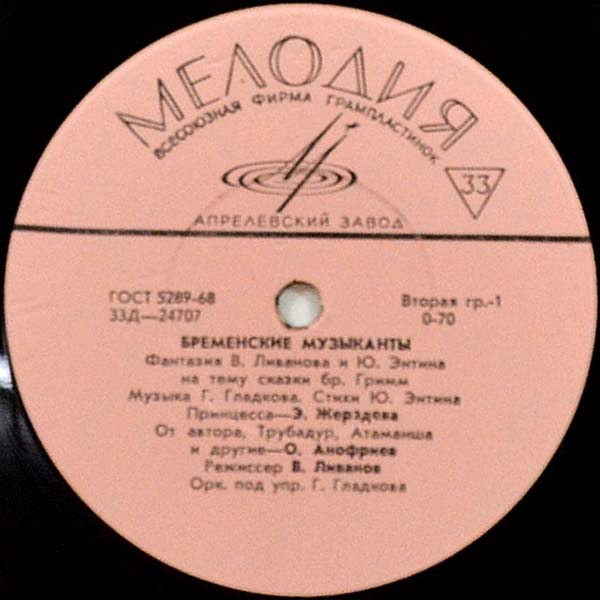 МЕЛОДИЯ
ВСЕСОЮЗНАЯ ФИРМА ГРАМПЛАСТИНОК
33
АПРЕЛЕВСКИЙ ЗАВОД
ГОСТ 5289-68
Вторая гр.-1
33Д—24707
0-70
БРЕМЕНСКИЕ МУЗЫКАНТЫ
Фантазия В. Ливанова и Ю. Энтина
на тему сказки бр. Гримм
Музыка Г. Гладкова. Стихи Ю. Энтина
Принцесса—Э. Жерздева
От автора, Трубадур, Атаманша
и другие—О. Анофриев
Режиссер В. Ливанов
Орк. под упр. Г. Гладкова